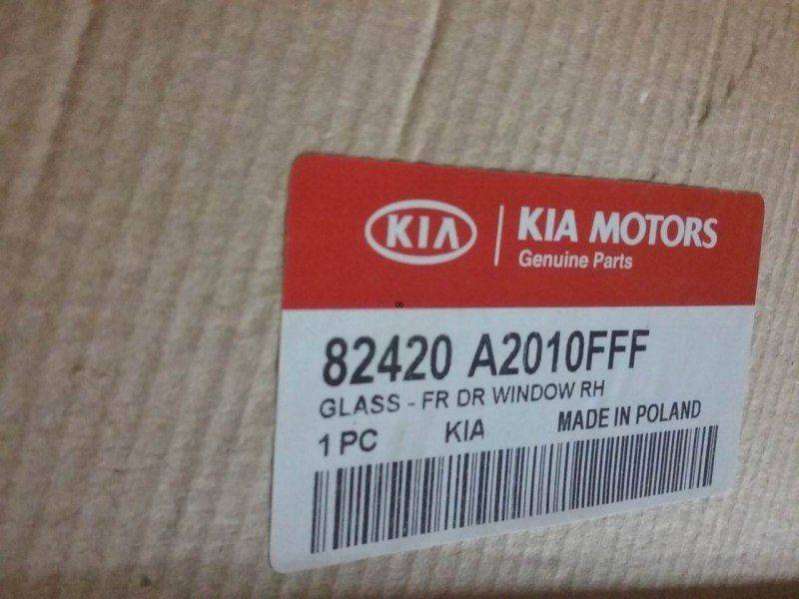 KIA
KIA MOTORS
Genuine Parts
82420 A2010FFF
GLASS - FR DR WINDOW RH
1 PC KIA MADE IN POLAND